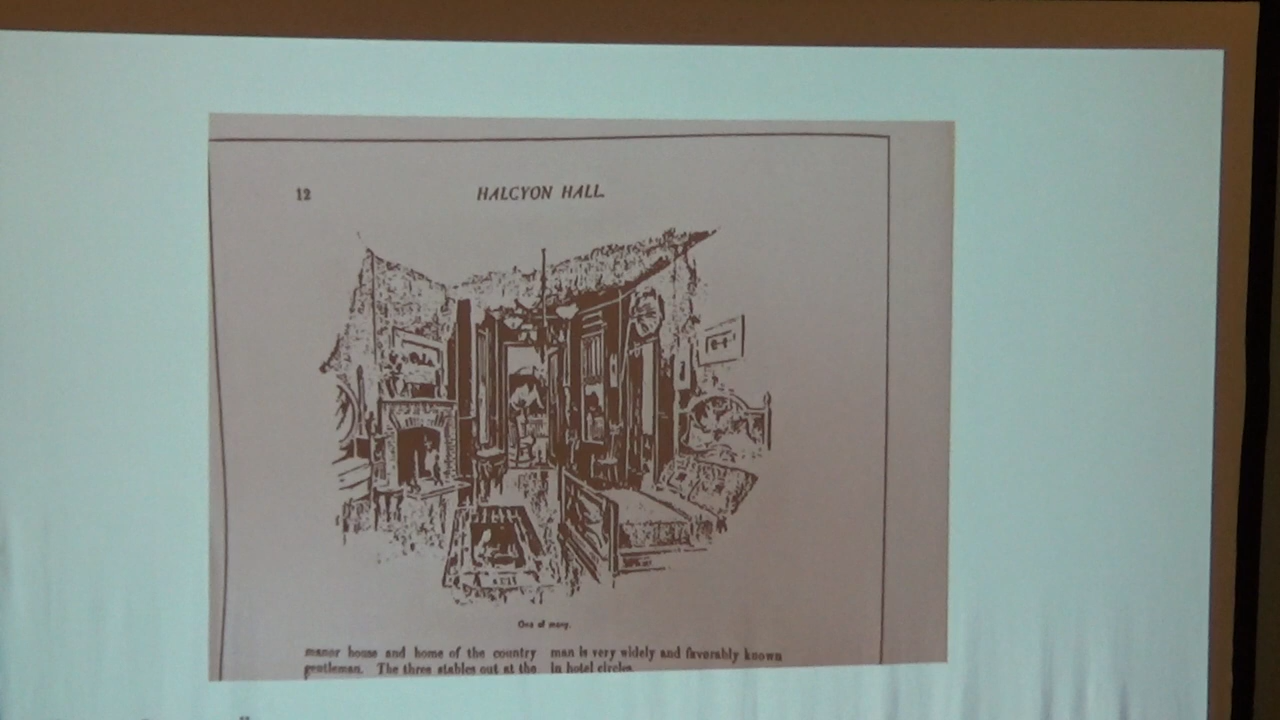 12
HALCYON HALL
One of many.
manor house and home of the country
gentleman. The three stables out at the
man is very widely and favorably known
in hotel circles.